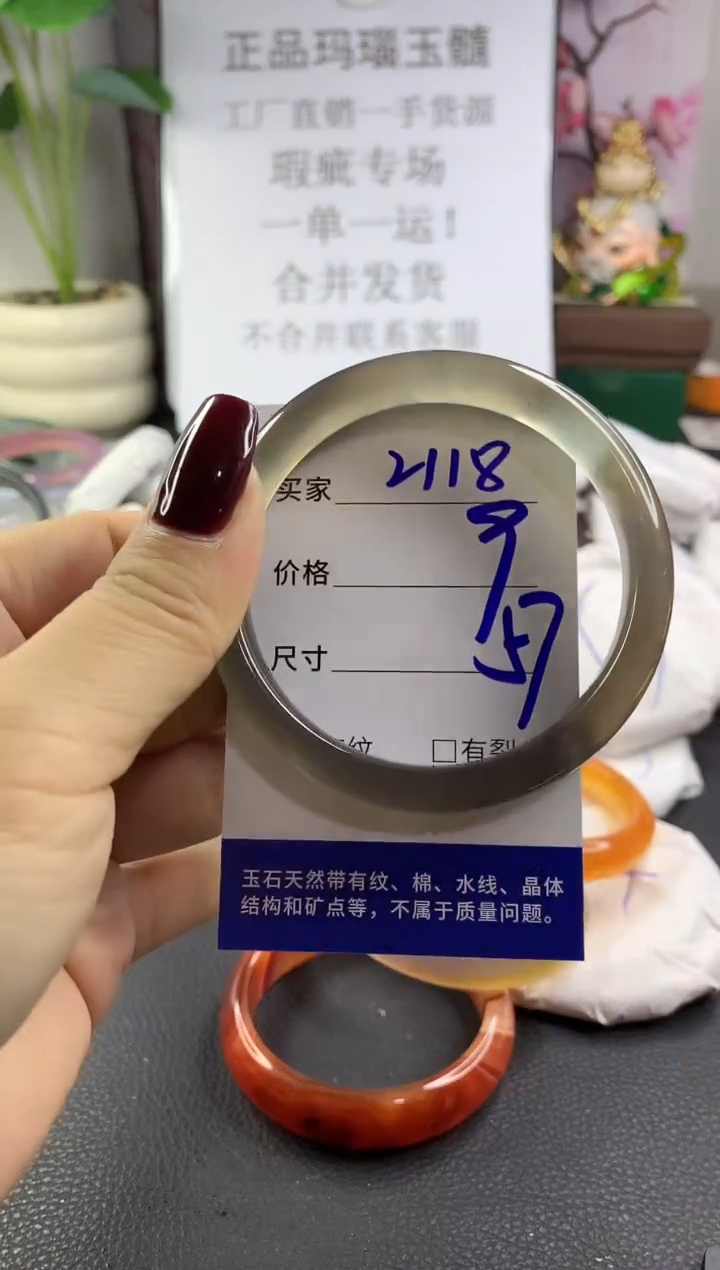 正品玛瑙玉髓
工厂直销一手货源
瑕疵专场
一单一运！
合并发货
不合并联系客服
买家 2118
价格
尺寸
纹 □有裂
玉石天然带有纹、棉、水线、晶体
结构和矿点等，不属于质量问题。